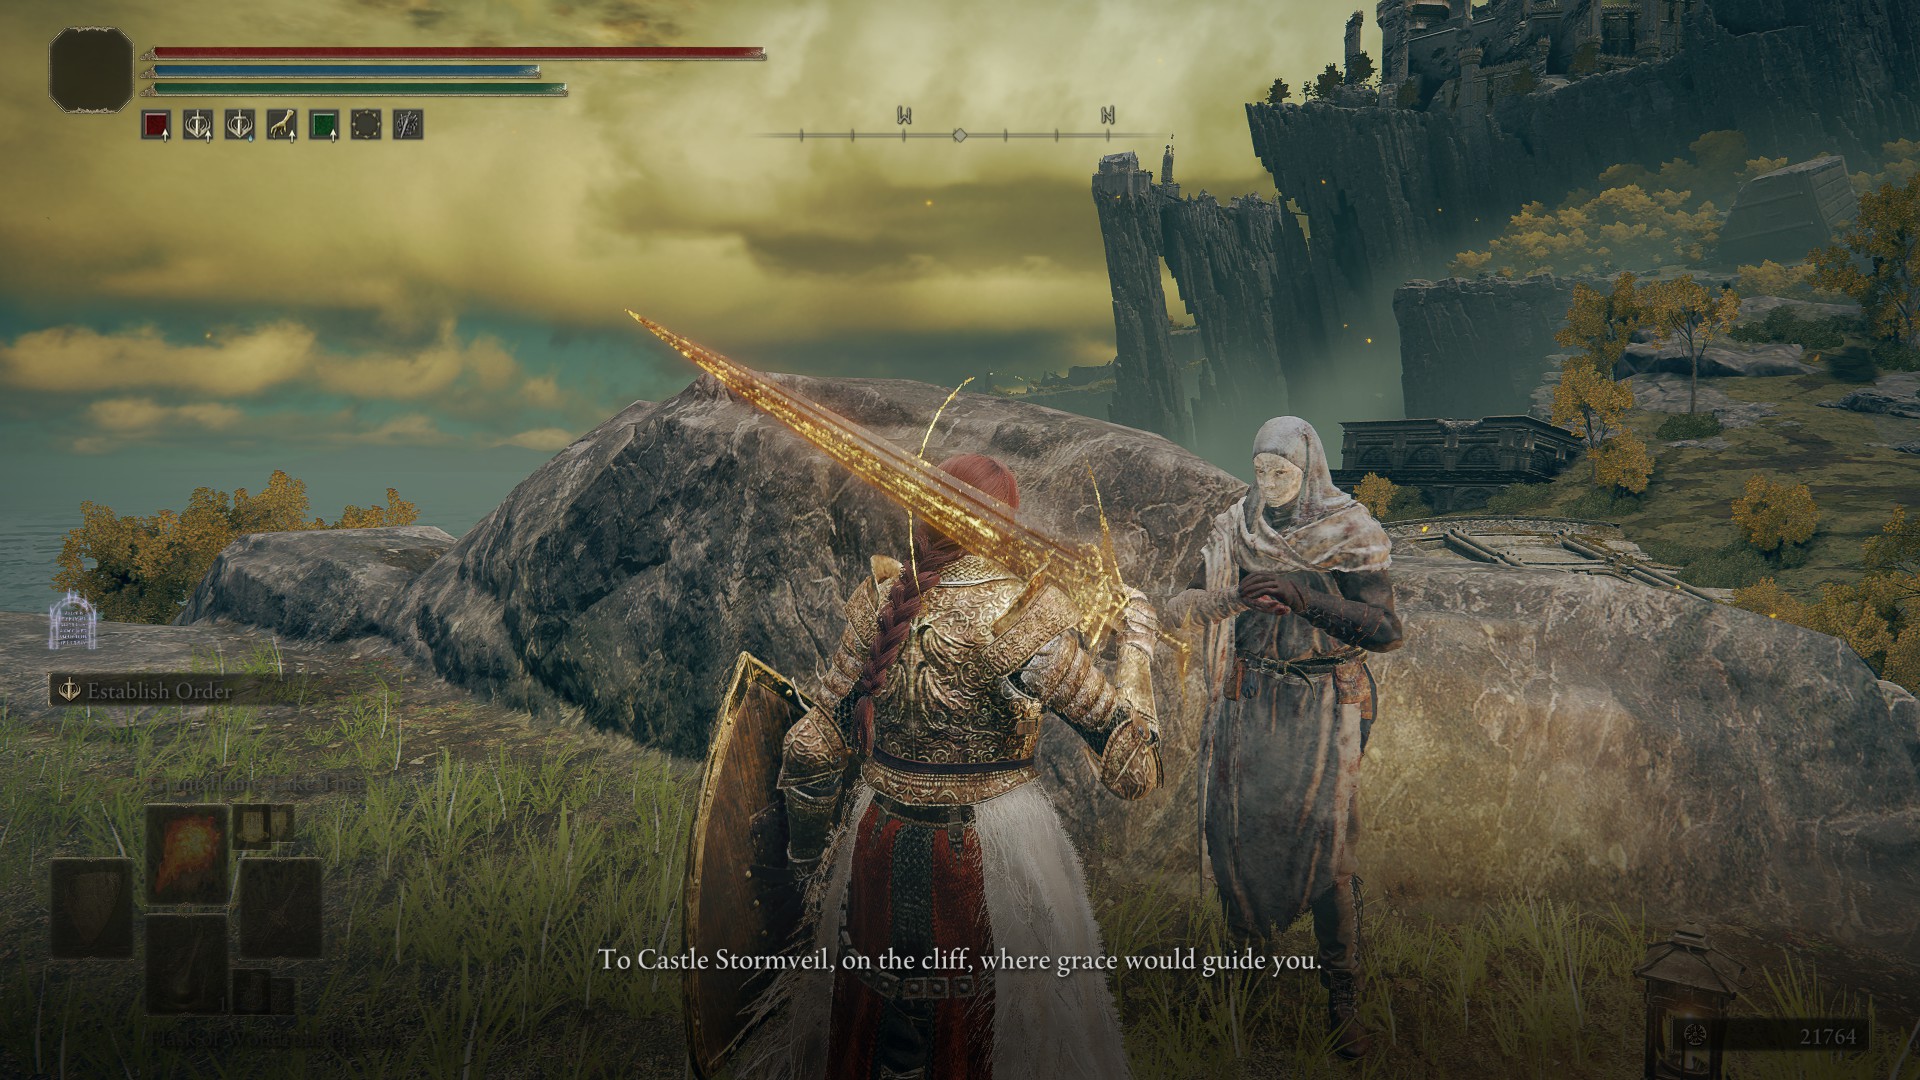 W N
Establish Order
To Castle Stormveil, on the cliff, where grace would guide you.
21764